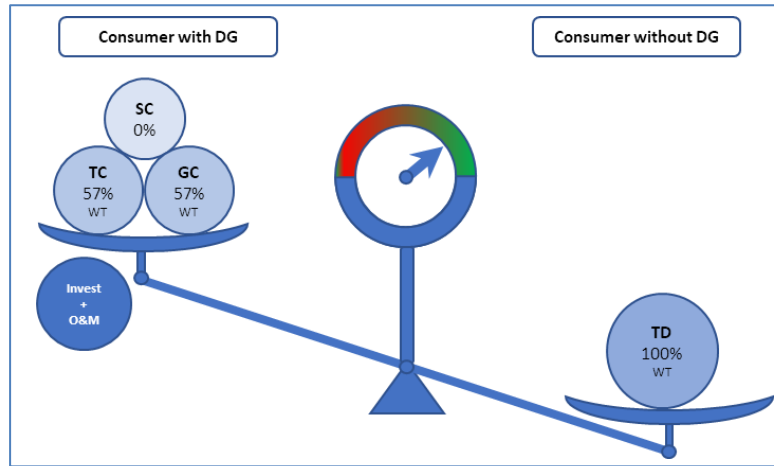 Consumer with DG
Consumer without DG
SC
0%
TC
57%
WT
GC
57%
WT
Invest
+
O&M
TD
100%
WT